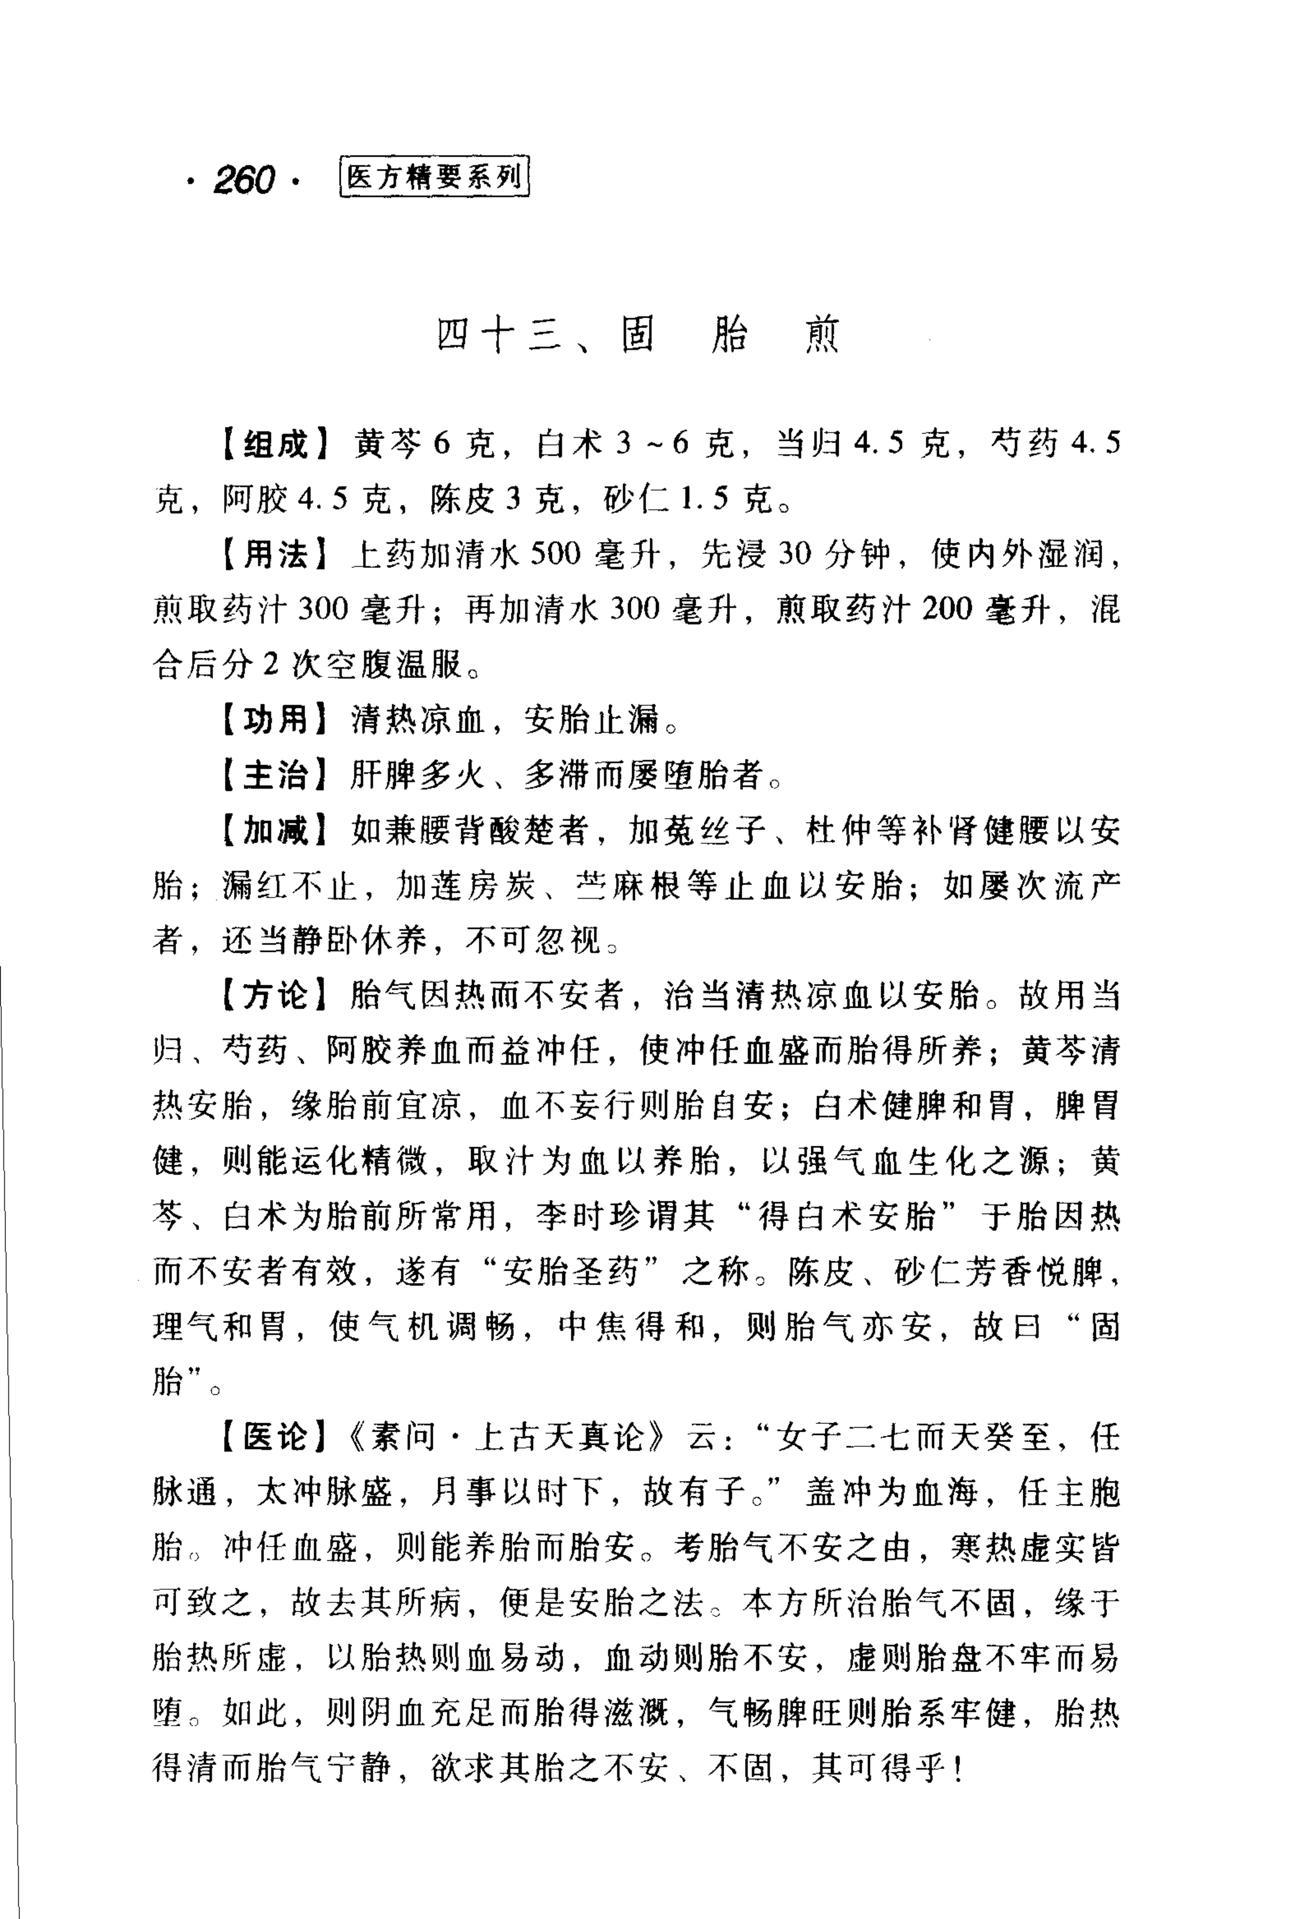 ·260· 医方精要系列
四十三、固 胎 煎
【组成】 黄芩 6 克，白术 3～6 克，当归 4.5 克，芍药 4.5
克，阿胶 4.5 克，陈皮 3 克，砂仁 1.5 克。
【用法】 上药加清水 500 毫升，先浸 30 分钟，使内外湿润，
煎取药汁 300 毫升；再加清水 300 毫升，煎取药汁 200 毫升，混
合后分 2 次空腹温服。
【功用】 清热凉血，安胎止漏。
【主治】 肝脾多火、多滞而屡堕胎者。
【加减】 如兼腰背酸楚者，加菟丝子、杜仲等补肾健腰以安
胎；漏红不止，加莲房炭、苎麻根等止血以安胎；如屡次流产
者，还当静卧休养，不可忽视。
【方论】 胎气因热而不安者，治当清热凉血以安胎。故用当
归、芍药、阿胶养血而益冲任，使冲任血盛而胎得所养；黄芩清
热安胎，缘胎前宜凉，血不妄行则胎自安；白术健脾和胃，脾胃
健，则能运化精微，取汁为血以养胎，以强气血生化之源；黄
芩、白术为胎前所常用，李时珍谓其“得白术安胎”于胎因热
而不安者有效，遂有“安胎圣药”之称。陈皮、砂仁芳香悦脾，
理气和胃，使气机调畅，中焦得和，则胎气亦安，故曰“固
胎”。
【医论】《素问·上古天真论》云：“女子二七而天癸至，任
脉通，太冲脉盛，月事以时下，故有子。”盖冲为血海，任主胞
胎。冲任血盛，则能养胎而胎安。考胎气不安之由，寒热虚实皆
可致之，故去其所病，便是安胎之法。本方所治胎气不固，缘于
胎热所虚，以胎热则血易动，血动则胎不安，虚则胎盘不牢而易
堕。如此，则阴血充足而胎得滋溉，气畅脾旺则胎系牢健，胎热
得清而胎气宁静，欲求其胎之不安、不固，其可得乎！